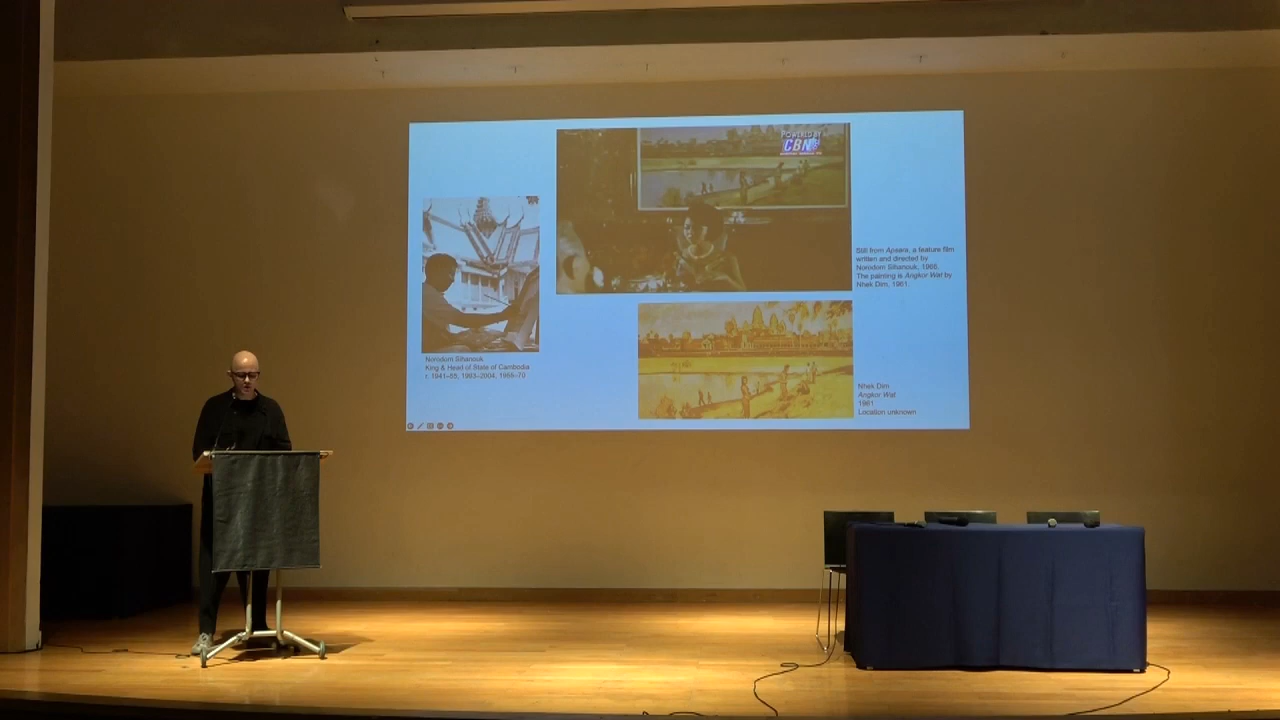 POWERED BY
CBN
Still from Apsara, a feature film
written and directed by
Norodom Sihanouk, 1966.
The painting is Angkor Wat by
Nhek Dim, 1961.
Norodom Sihanouk
King & Head of State of Cambodia
r. 1941–55, 1993–2004, 1955–70
Nhek Dim
Angkor Wat
1961
Location unknown